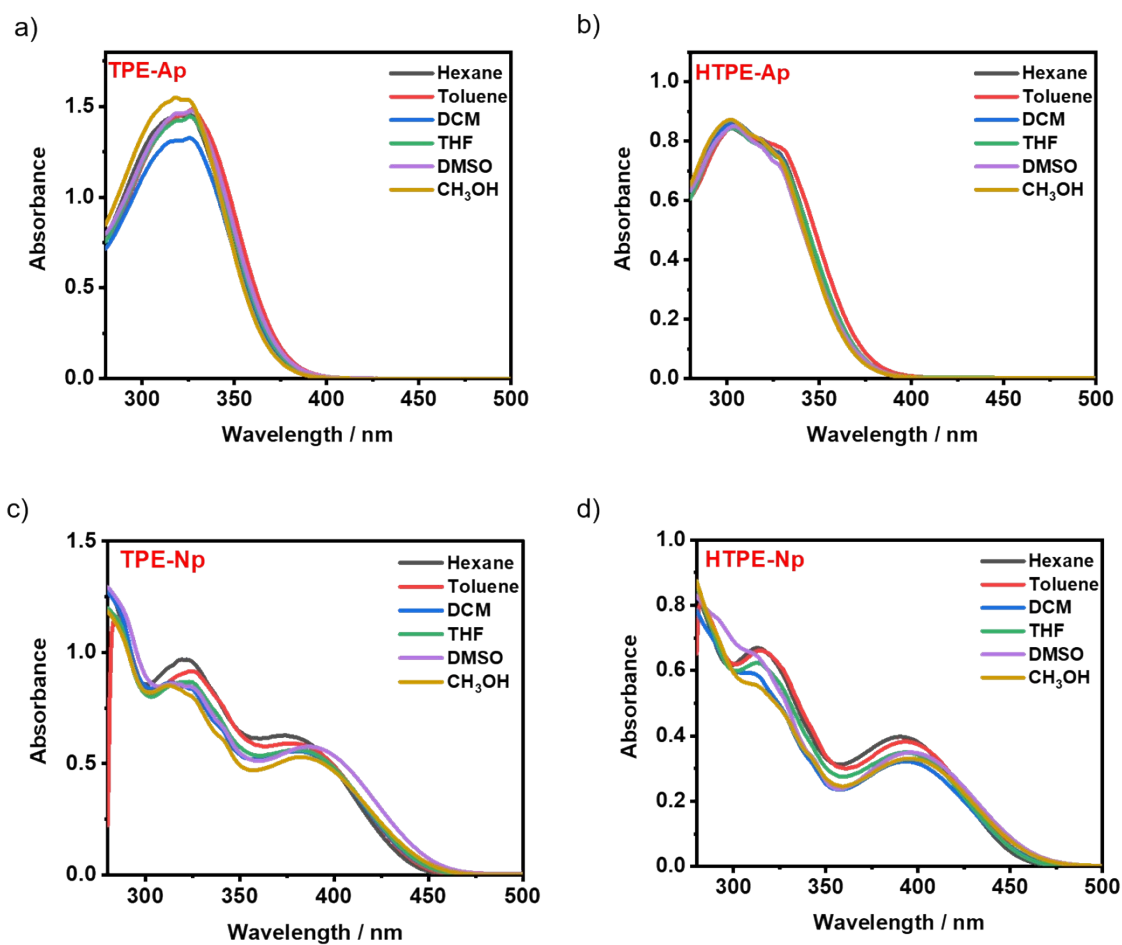 a)
TPE-Ap
Hexane
Toluene
DCM
THF
DMSO
CH₃OH
1.5
1.0
0.5
0.0
Absorbance
300 350 400 450 500
Wavelength / nm
b)
HTPE-Ap
Hexane
Toluene
DCM
THF
DMSO
CH₃OH
1.0
0.8
0.6
0.4
0.2
0.0
Absorbance
300 350 400 450 500
Wavelength / nm
c)
TPE-Np
Hexane
Toluene
DCM
THF
DMSO
CH₃OH
1.5
1.0
0.5
0.0
Absorbance
300 350 400 450 500
Wavelength / nm
d)
HTPE-Np
Hexane
Toluene
DCM
THF
DMSO
CH₃OH
1.0
0.8
0.6
0.4
0.2
0.0
Absorbance
300 350 400 450 500
Wavelength / nm